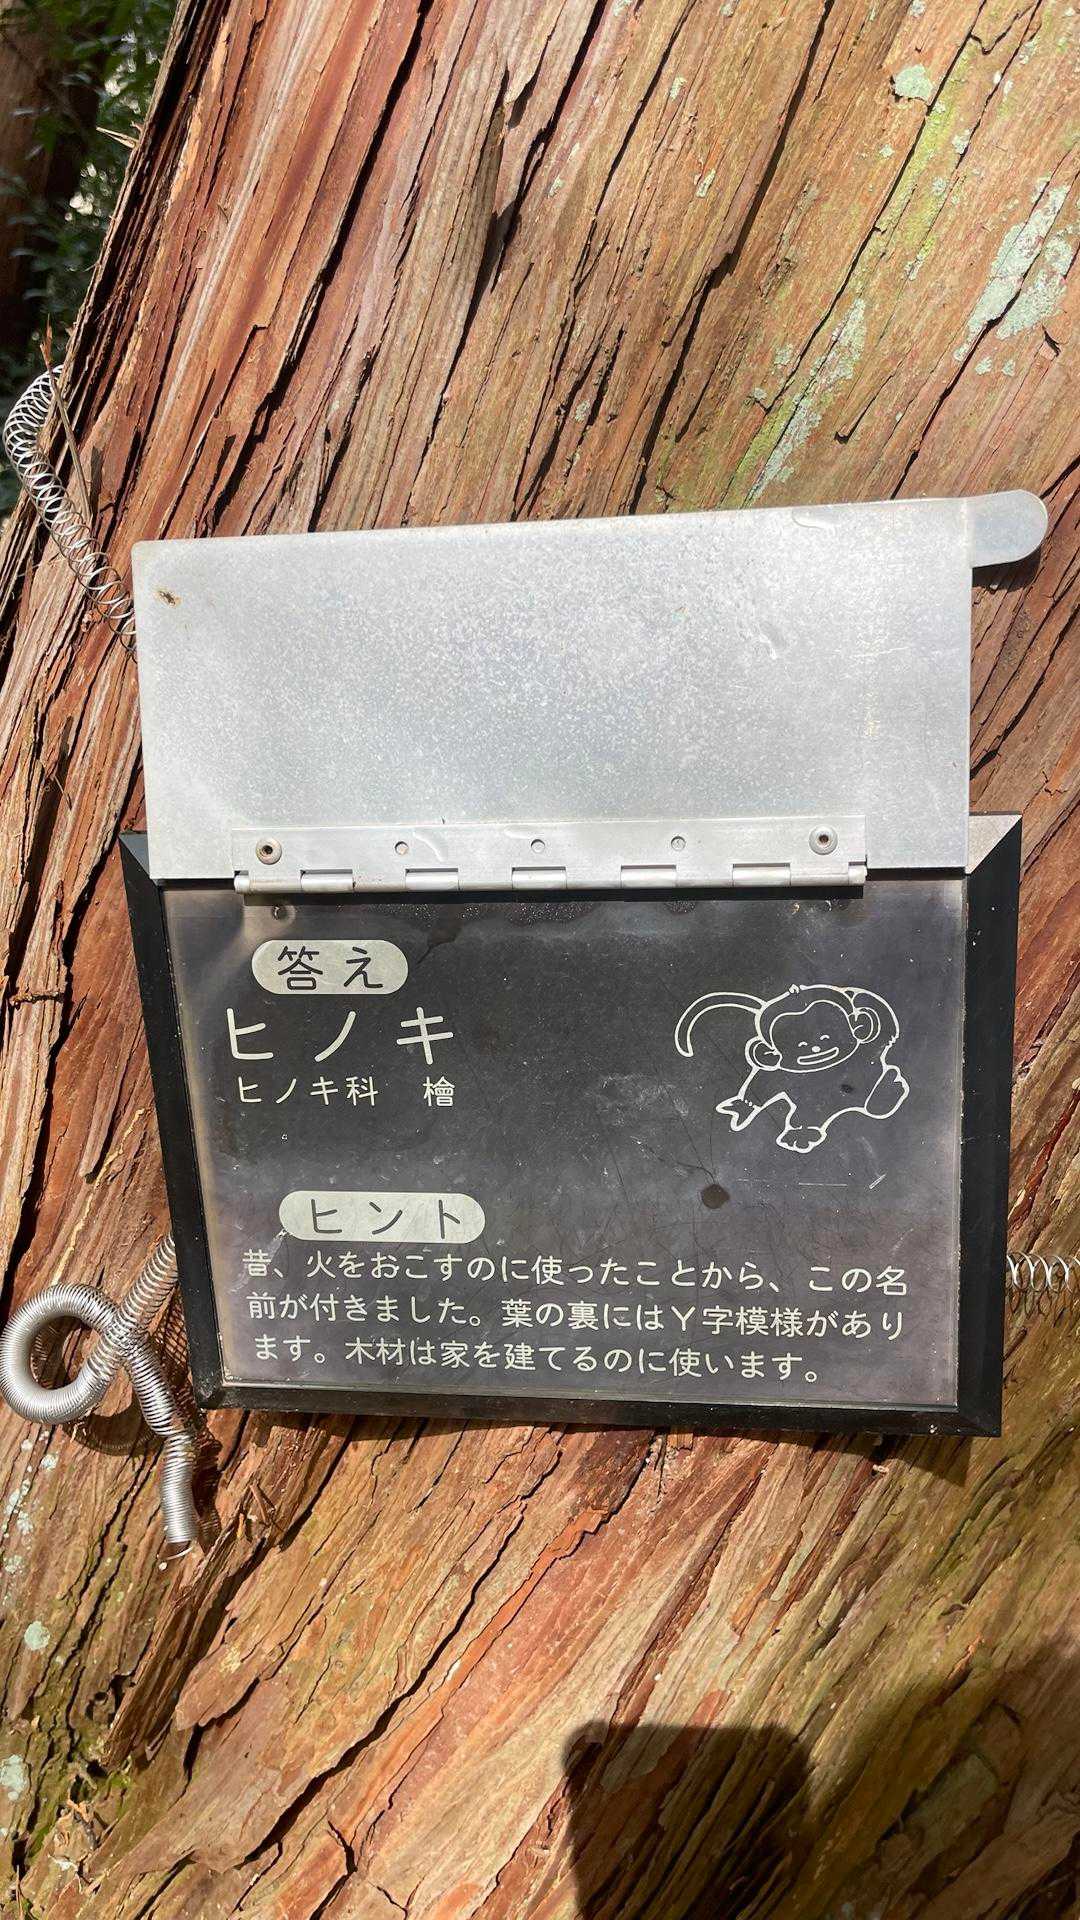 答え
ヒノキ
ヒノキ科　檜
ヒント
昔、火をおこすのに使ったことから、この名
前が付きました。葉の裏にはY字模様があり
ます。木材は家を建てるのに使います。